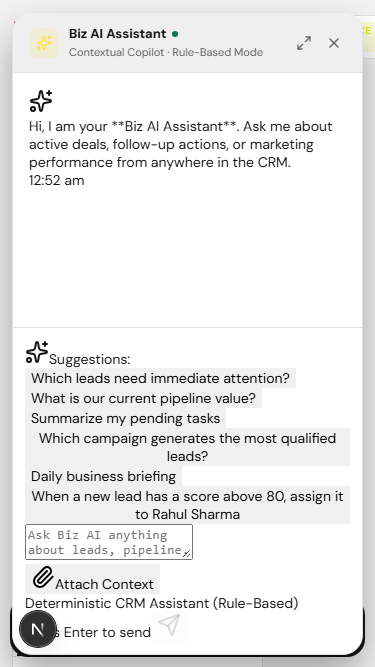 Biz AI Assistant
Contextual Copilot · Rule-Based Mode
Hi, I am your **Biz AI Assistant**. Ask me about
active deals, follow-up actions, or marketing
performance from anywhere in the CRM.
12:52 am
Suggestions:
Which leads need immediate attention?
What is our current pipeline value?
Summarize my pending tasks
Which campaign generates the most qualified
leads?
Daily business briefing
When a new lead has a score above 80, assign it
to Rahul Sharma
Ask Biz AI anything
about leads, pipeline,
Attach Context
Deterministic CRM Assistant (Rule-Based)
N
Enter to send